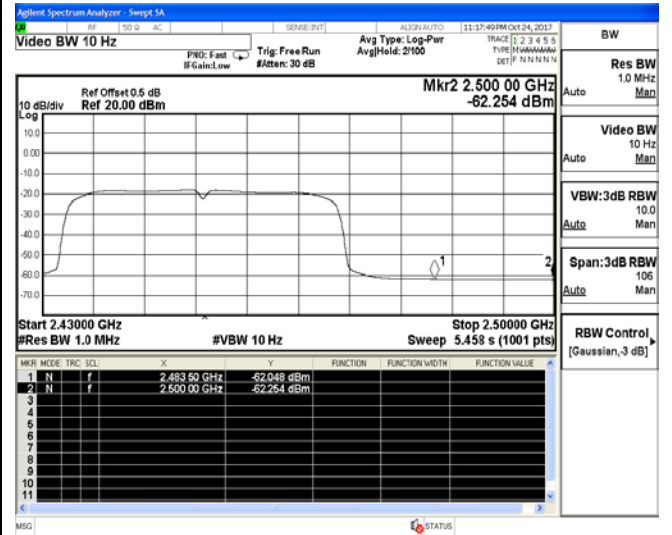 Agilent Spectrum Analyzer - Swept SA
RF 50 Ω AC SENSE:INT ALIGN AUTO 11:17:49 PM Oct 24, 2017
Video BW 10 Hz
PNO: Fast
IFGain:Low
Trig: Free Run
#Atten: 30 dB
Avg Type: Log-Pwr
Avg|Hold: 2/100
TRACE 1 2 3 4 5 6
TYPE MWWWWW
DET P N N N N N
Ref Offset 0.5 dB
10 dB/div Ref 20.00 dBm
Mkr2 2.500 00 GHz
-62.254 dBm
Log
10.0
0.00
-10.0
-20.0
-30.0
-40.0
-50.0
-60.0
-70.0
1
2
Start 2.43000 GHz Stop 2.50000 GHz
#Res BW 1.0 MHz #VBW 10 Hz Sweep 5.458 s (1001 pts)
MKR MODE TRC SCL X Y FUNCTION FUNCTION WIDTH FUNCTION VALUE
1 N f 2.483 50 GHz -62.048 dBm
2 N f 2.500 00 GHz -62.254 dBm
3
4
5
6
7
8
9
10
11
MSG STATUS
BW
Res BW
1.0 MHz
Auto Man
Video BW
10 Hz
Auto Man
VBW:3dB RBW
10.0
Auto Man
Span:3dB RBW
106
Auto Man
RBW Control
[Gaussian,-3 dB]